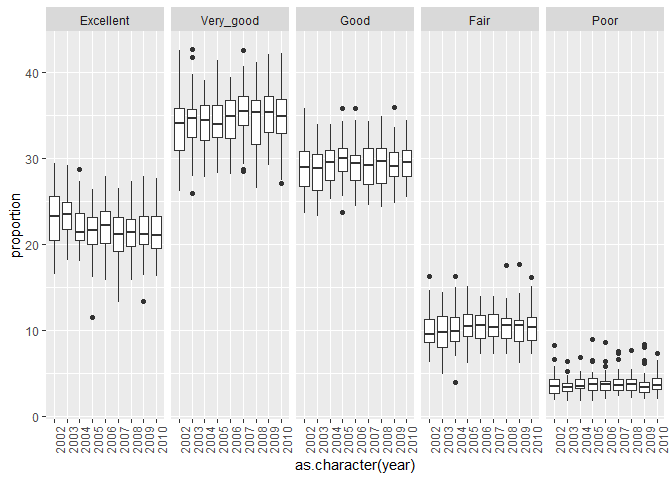 Excellent Very_good Good Fair Poor
proportion
40
30
20
10
0
2002 2003 2004 2005 2006 2007 2008 2009 2010 2002 2003 2004 2005 2006 2007 2008 2009 2010 2002 2003 2004 2005 2006 2007 2008 2009 2010 2002 2003 2004 2005 2006 2007 2008 2009 2010 2002 2003 2004 2005 2006 2007 2008 2009 2010
as.character(year)